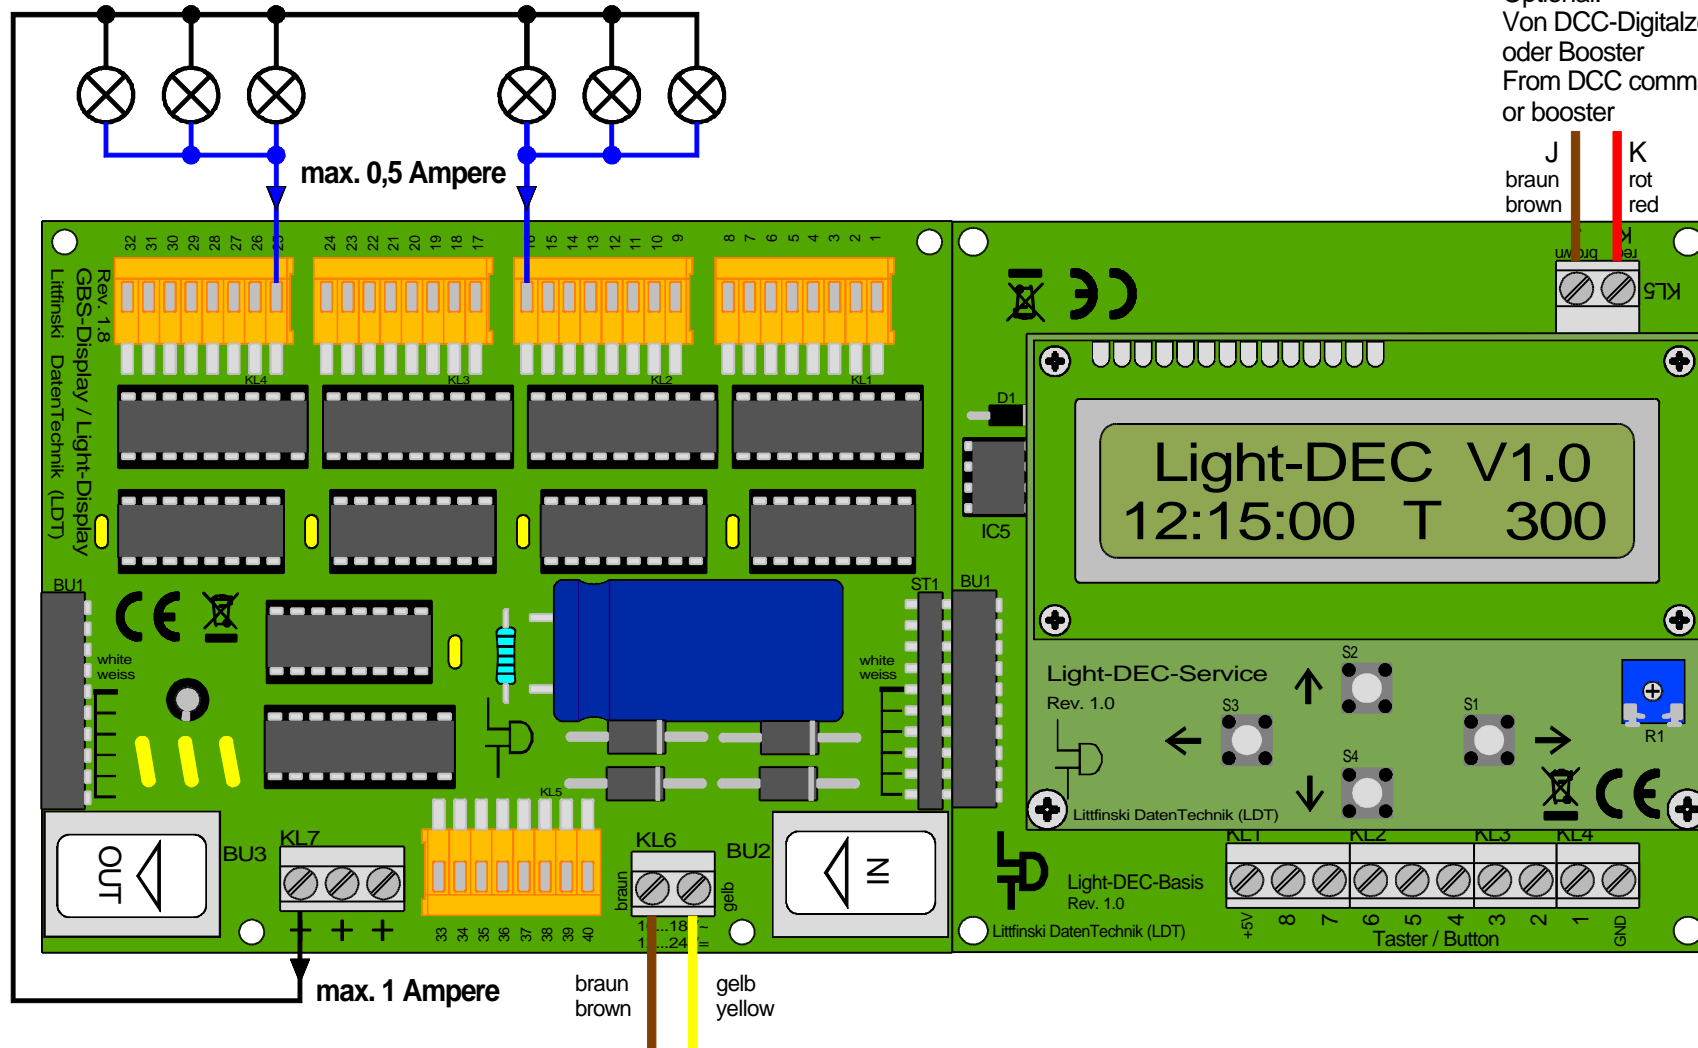 Von DCC-Digitalz
oder Booster
From DCC comm
or booster
J
K
braun
brown
rot
red
max. 0,5 Ampere
32 31 30 29 28 27 26 25
24 23 22 21 20 19 18 17
16 15 14 13 12 11 10 9
8 7 6 5 4 3 2 1
KL4
KL3
KL2
KL1
Rev. 1.8
GBS-Display / Light-Display
Littfinski DatenTechnik (LDT)
brown
red
KL5
D1
IC5
Light-DEC V1.0
12:15:00 T 300
BU1
CE
white
weiss
ST1
BU1
white
weiss
Light-DEC-Service
Rev. 1.0
S2
S3
S1
S4
R1
CE
Littfinski DatenTechnik (LDT)
OUT
BU3
KL7
+ + +
KL5
33 34 35 36 37 38 39 40
KL6
braun
gelb
BU2
IN
KL1
KL2
KL3
KL4
Light-DEC-Basis
Rev. 1.0
Littfinski DatenTechnik (LDT)
+5V 8 7 6 5 4 3 2 1 GND
Taster / Button
max. 1 Ampere
braun
brown
gelb
yellow